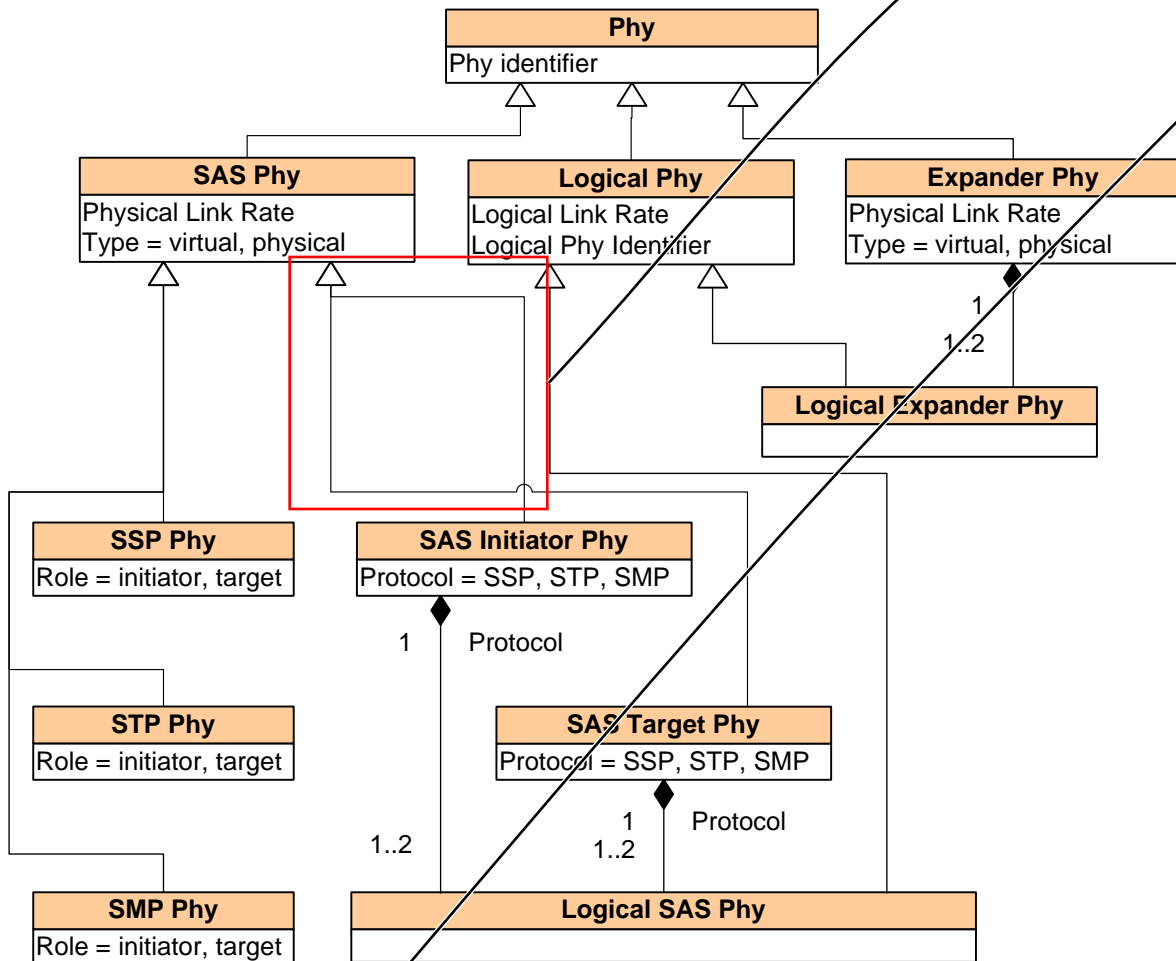 Phy
Phy identifier
SAS Phy
Physical Link Rate
Type = virtual, physical
Logical Phy
Logical Link Rate
Logical Phy Identifier
Expander Phy
Physical Link Rate
Type = virtual, physical
1
1..2
Logical Expander Phy
SSP Phy
Role = initiator, target
SAS Initiator Phy
Protocol = SSP, STP, SMP
1
Protocol
STP Phy
Role = initiator, target
SAS Target Phy
Protocol = SSP, STP, SMP
1
Protocol
1..2
1..2
SMP Phy
Role = initiator, target
Logical SAS Phy